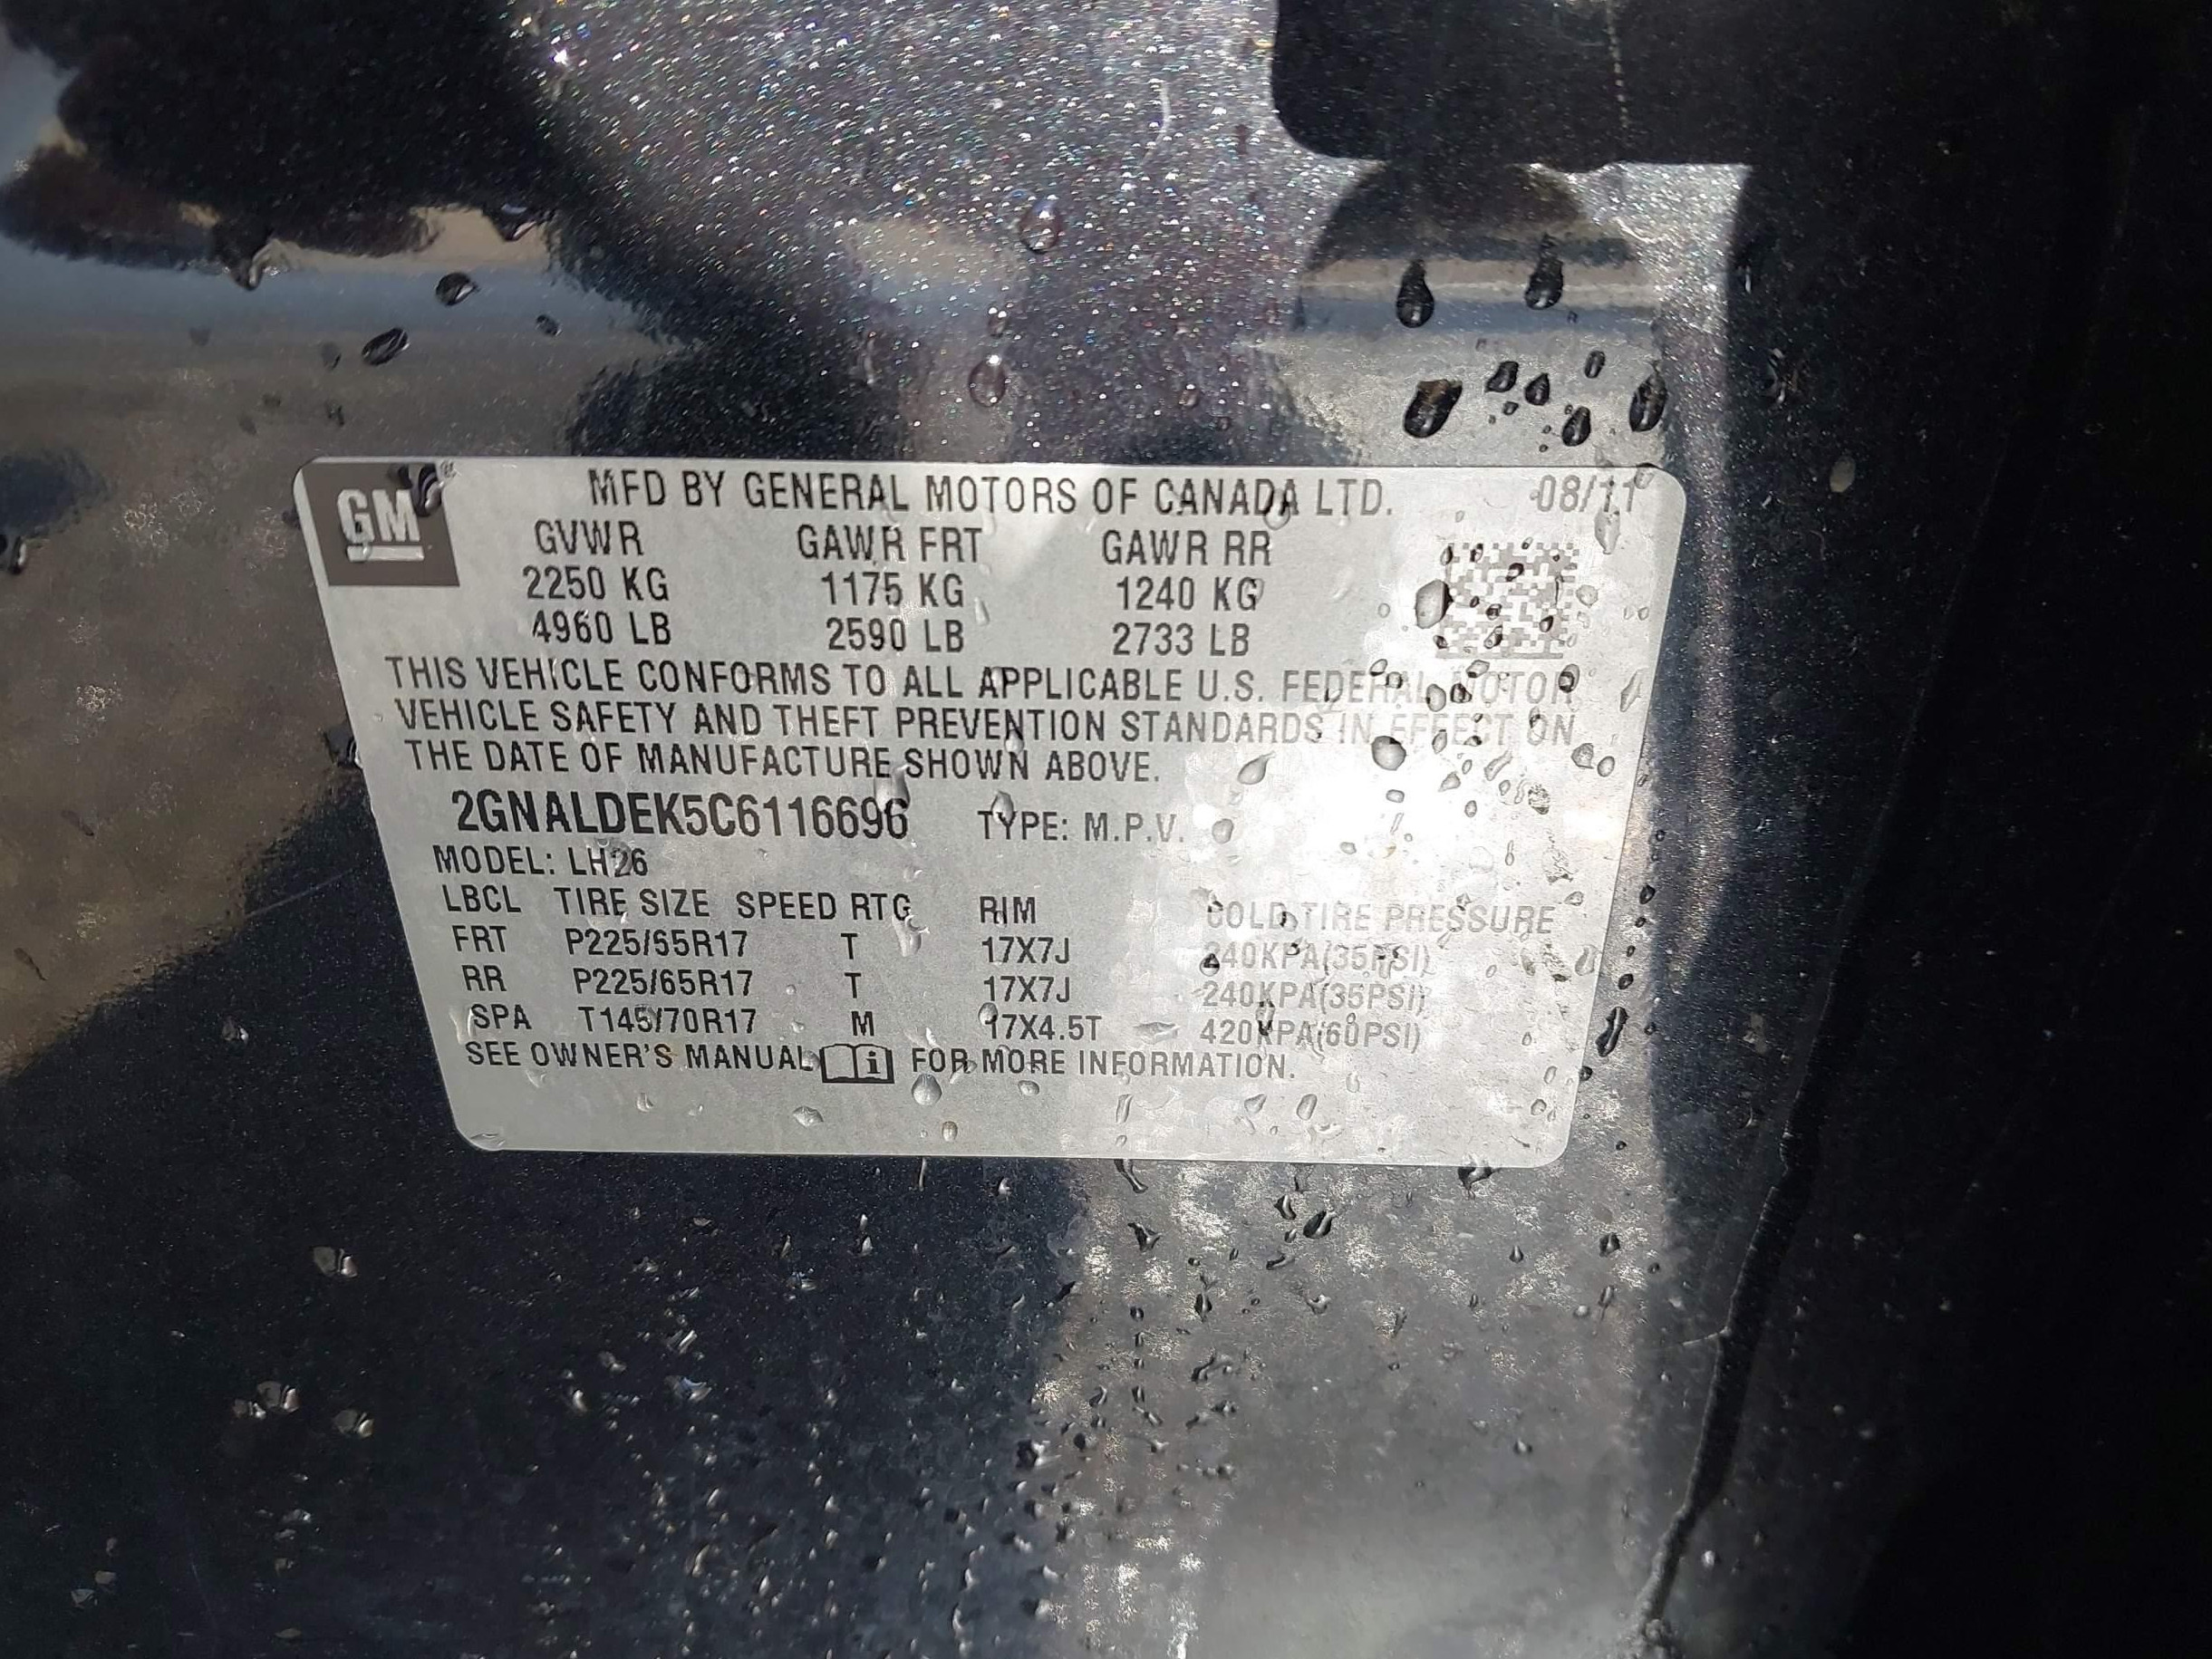 GM
MFD BY GENERAL MOTORS OF CANADA LTD. 08/11
GVWR GAWR FRT GAWR RR
2250 KG 1175 KG 1240 KG
4960 LB 2590 LB 2733 LB
THIS VEHICLE CONFORMS TO ALL APPLICABLE U.S. FEDERAL MOTOR
VEHICLE SAFETY AND THEFT PREVENTION STANDARDS IN EFFECT ON
THE DATE OF MANUFACTURE SHOWN ABOVE.
2GNALDEK5C6116696 TYPE: M.P.V.
MODEL: LH26
LBCL TIRE SIZE SPEED RTG RIM COLD TIRE PRESSURE
FRT P225/65R17 T 17X7J 240KPA(35PSI)
RR P225/65R17 T 17X7J 240KPA(35PSI)
SPA T145/70R17 M 17X4.5T 420KPA(60PSI)
SEE OWNER'S MANUAL FOR MORE INFORMATION.